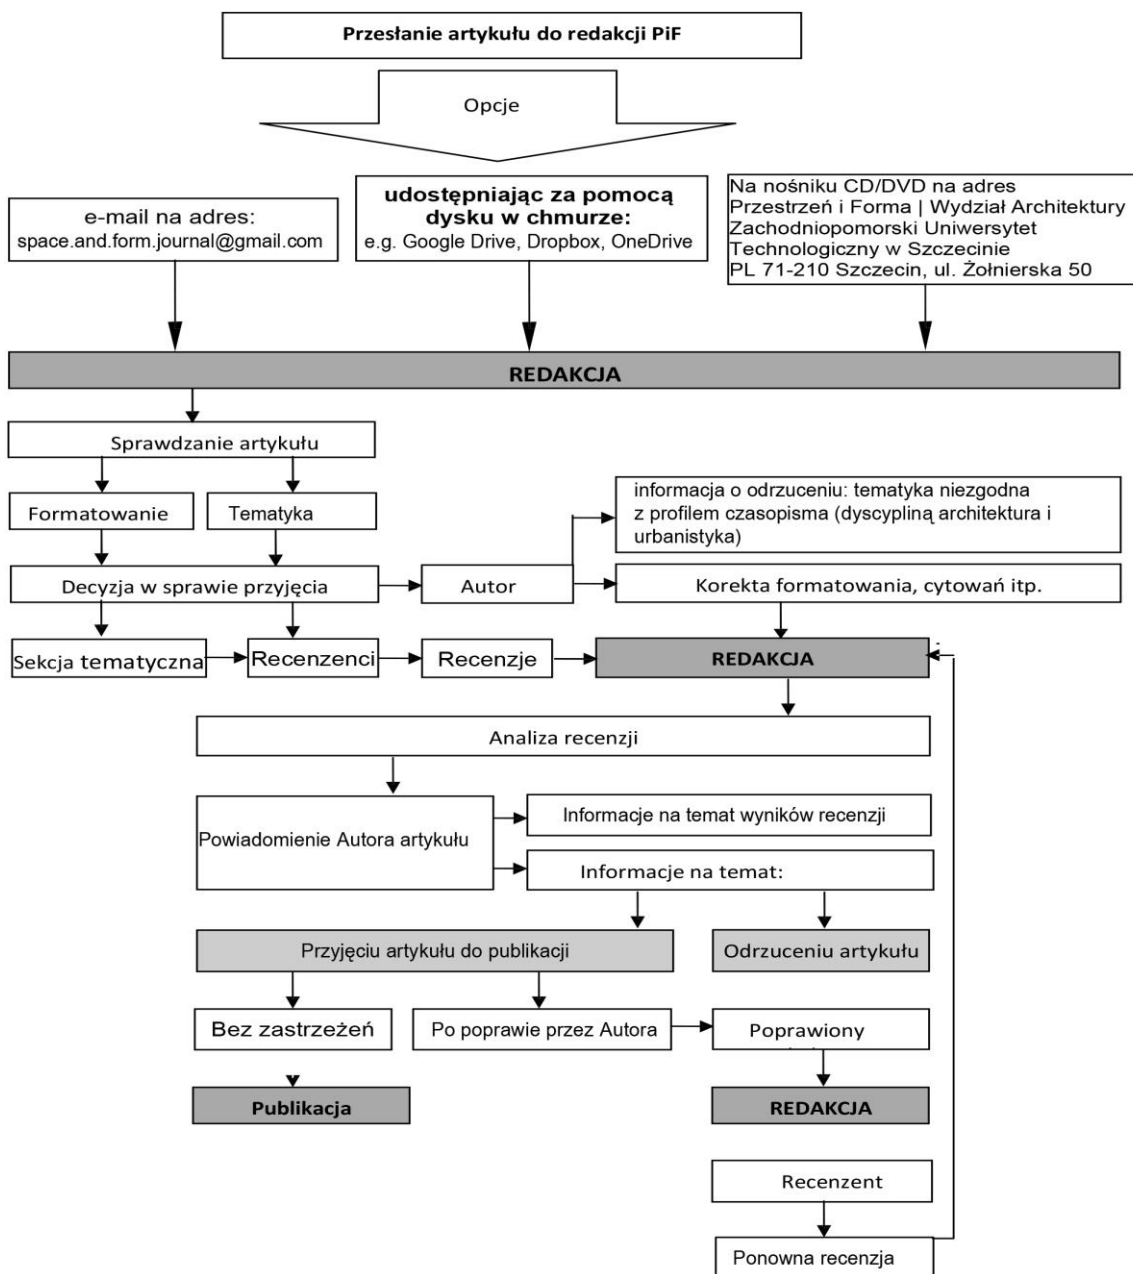 Przesłanie artykułu do redakcji PiF
Opcje
e-mail na adres:
space.and.form.journal@gmail.com
udostępniając za pomocą
dysku w chmurze:
e.g. Google Drive, Dropbox, OneDrive
Na nośniku CD/DVD na adres
Przestrzeń i Forma | Wydział Architektury
Zachodniopomorski Uniwersytet
Technologiczny w Szczecinie
PL 71-210 Szczecin, ul. Żołnierska 50
REDAKCJA
Sprawdzanie artykułu
Formatowanie
Tematyka
informacja o odrzuceniu: tematyka niezgodna
z profilem czasopisma (dyscypliną architektura i
urbanistyka)
Decyzja w sprawie przyjęcia
Autor
Korekta formatowania, cytowań itp.
Sekcja tematyczna
Recenzenci
Recenzje
REDAKCJA
Analiza recenzji
Powiadomienie Autora artykułu
Informacje na temat wyników recenzji
Informacje na temat:
Przyjęciu artykułu do publikacji
Odrzuceniu artykułu
Bez zastrzeżeń
Po poprawie przez Autora
Poprawiony
Publikacja
REDAKCJA
Recenzent
Ponowna recenzja